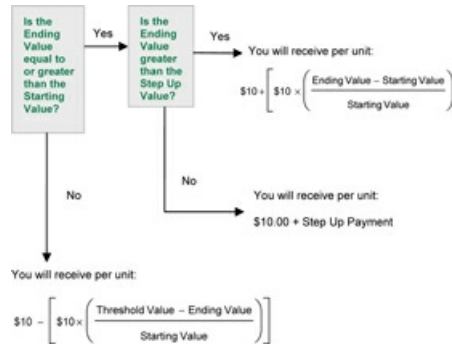 Is the
Ending
Value
equal to
or greater
than the
Starting
Value?
Yes
Is the
Ending
Value
greater
than the
Step Up
Value?
Yes
You will receive per unit:
$10 + [ $10 × ( Ending Value – Starting Value
Starting Value ) ]
No
You will receive per unit:
$10.00 + Step Up Payment
No
You will receive per unit:
$10 – [ $10 × ( Threshold Value – Ending Value
Starting Value ) ]